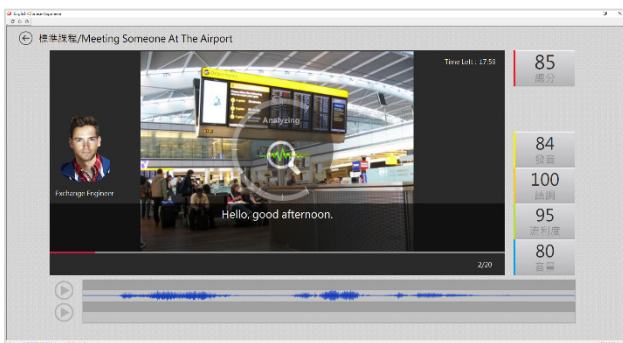 標準課程/Meeting Someone At The Airport
Time Left : 17:59
Analyzing
Exchange Engineer
Hello, good afternoon.
2/20
85
總分
84
發音
100
語調
95
流利度
80
音量